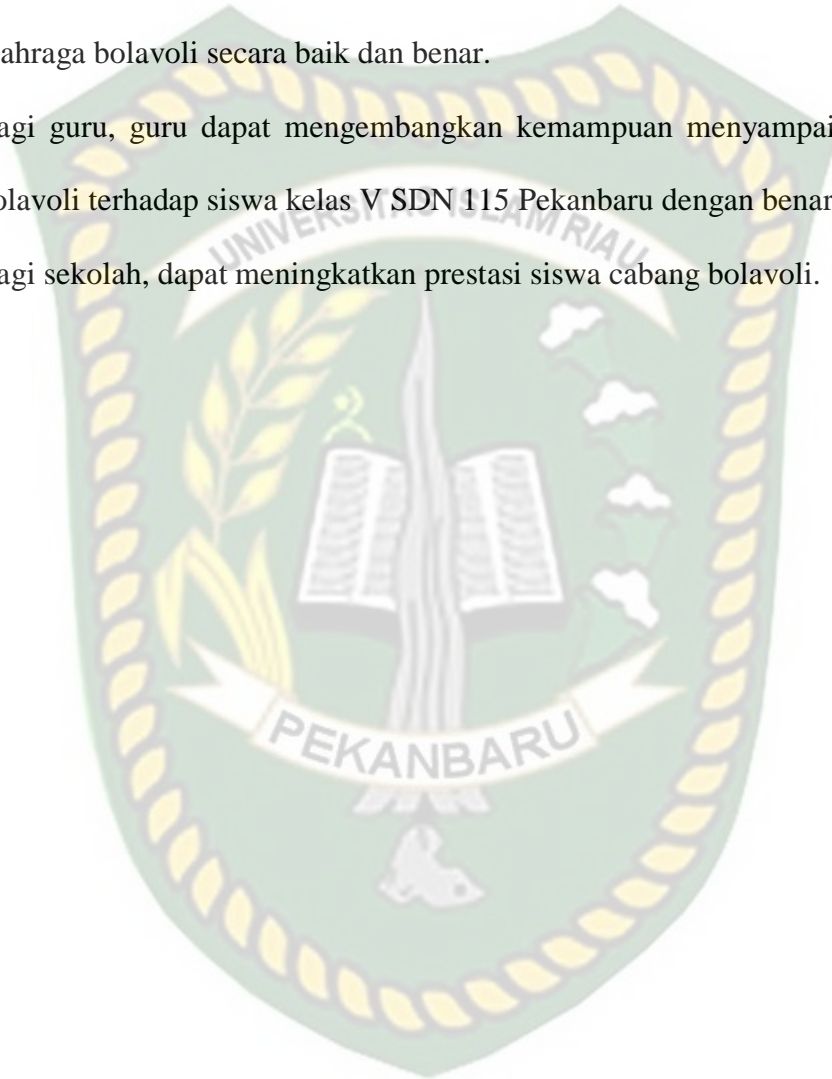 ahraga bolavoli secara baik dan benar.
agi guru, guru dapat mengembangkan kemampuan menyampai
olavoli terhadap siswa kelas V SDN 115 Pekanbaru dengan benar
agi sekolah, dapat meningkatkan prestasi siswa cabang bolavoli.
UNIVERSITAS ISLAM RIAU
PEKANBARU